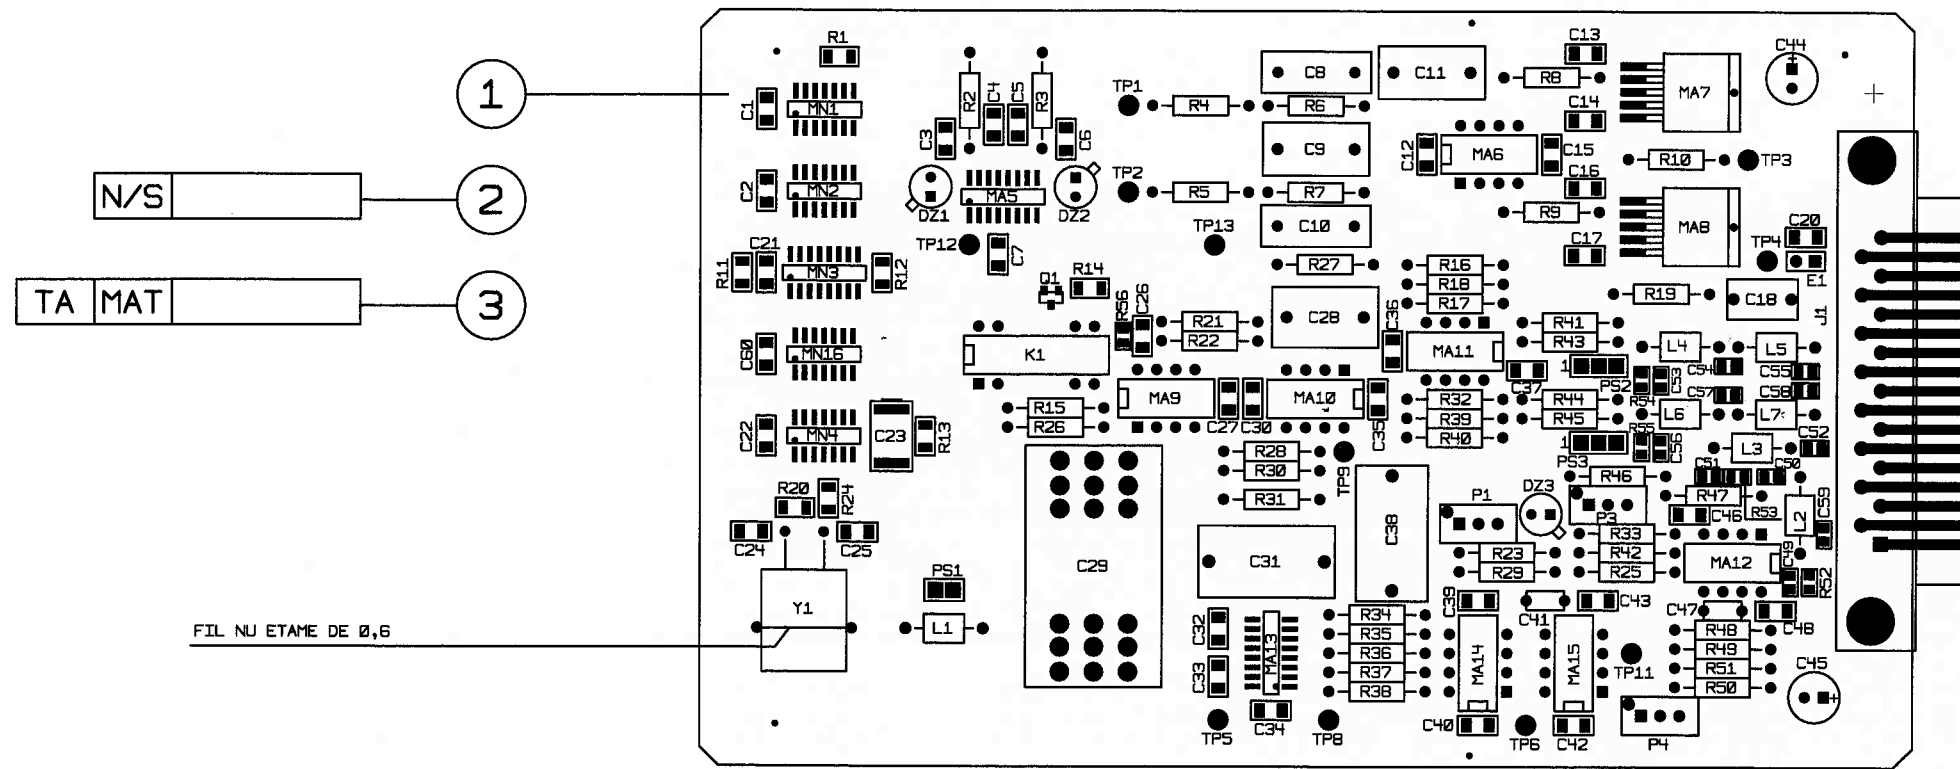 R1
C13
C44
1
C1
MN1
R2
C4
C5
R3
TP1
R4
C8
R6
C11
R8
MA7
C14
C3
C6
C9
C12
MA6
C15
R10
TP3
N/S
2
C2
MN2
DZ1
MA5
DZ2
TP2
R5
R7
C16
R9
MA8
C10
C20
TP12
C7
TP13
C17
TP4
E1
TA MAT
3
R11
C21
MN3
R12
Q1
R14
R27
R16
R18
R17
R19
C18
J1
R56
C26
R21
R22
C28
C36
R41
R43
C60
MN16
K1
MA11
L4
L5
C37
1
PS2
R54
C53
C54
C55
C57
C58
MA9
C27
C30
MA10
C35
R15
R26
R32
R39
R40
R44
R45
L6
L7
C22
MN4
C23
R13
1
PS3
R55
C56
L3
C52
R28
R30
R31
TP9
C51
C50
R46
R47
R20
R24
C24
C25
C29
C38
P1
DZ3
P3
C46
R53
L2
C59
R33
R42
R25
R23
R29
MA12
C49
R52
C31
PS1
Y1
L1
FIL NU ETAME DE 0,6
C32
C33
MA13
C34
R34
R35
R36
R37
R38
C39
C41
C43
C47
C48
MA14
MA15
R48
R49
R51
R50
TP11
C45
TP5
TP8
C40
TP6
C42
P4